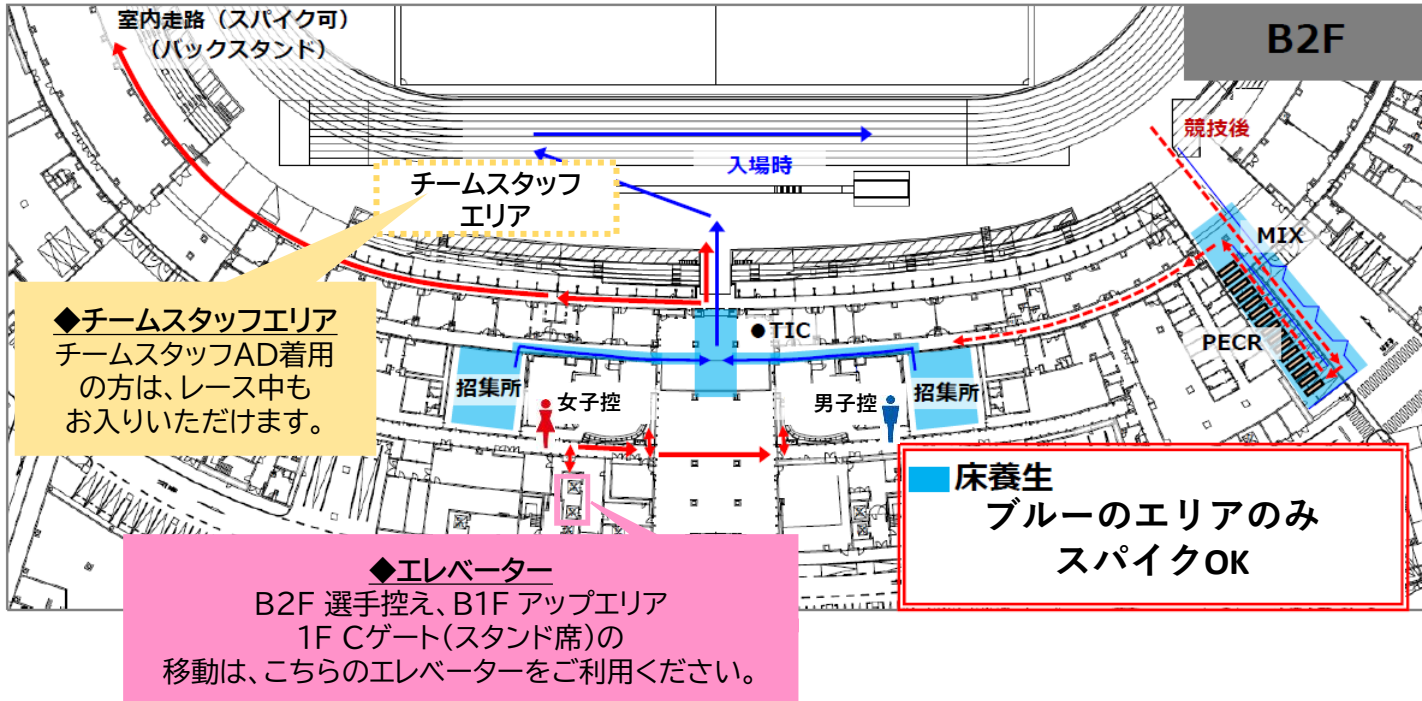 室内走路（スパイク可）
（バックスタンド）
B2F
競技後
入場時
チームスタッフ
エリア
MIX
◆チームスタッフエリア
チームスタッフAD着用
の方は、レース中も
お入りいただけます。
●TIC
PECR
招集所
女子控
男子控
招集所
床養生
ブルーのエリアのみ
スパイクOK
◆エレベーター
B2F 選手控え、B1F アップエリア
1F Cゲート(スタンド席)の
移動は、こちらのエレベーターをご利用ください。